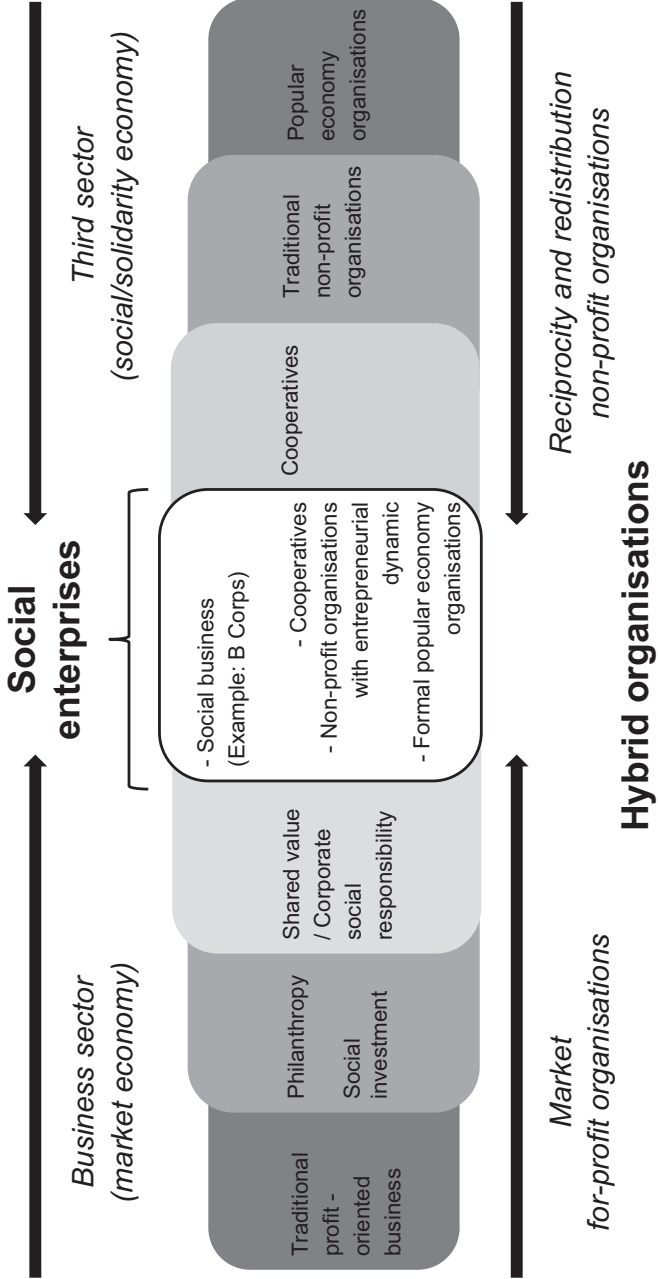 Social
enterprises
Business sector
(market economy)
Third sector
(social/solidarity economy)
Traditional
profit -
oriented
business
Philanthropy
Social
investment
Shared value
/ Corporate
social
responsibility
- Social business
(Example: B Corps)
- Cooperatives
- Non-profit organisations
with entrepreneurial
dynamic
- Formal popular economy
organisations
Cooperatives
Traditional
non-profit
organisations
Popular
economy
organisations
Market
for-profit organisations
Reciprocity and redistribution
non-profit organisations
Hybrid organisations